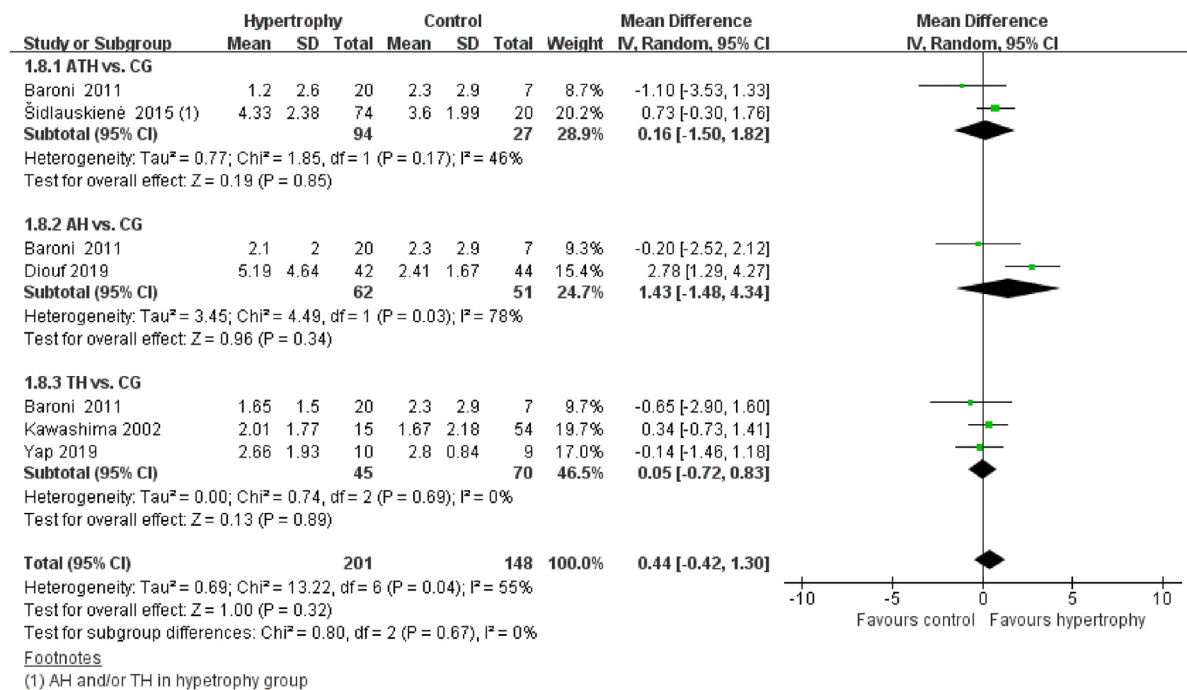 Hypertrophy Control Mean Difference Mean Difference
Study or Subgroup Mean SD Total Mean SD Total Weight IV, Random, 95% CI IV, Random, 95% CI
1.8.1 ATH vs. CG
Baroni 2011 1.2 2.6 20 2.3 2.9 7 8.7% -1.10 [-3.53, 1.33]
Šidlauskienė 2015 (1) 4.33 2.38 74 3.6 1.99 20 20.2% 0.73 [-0.30, 1.76]
Subtotal (95% CI) 94 27 28.9% 0.16 [-1.50, 1.82]
Heterogeneity: Tau² = 0.77; Chi² = 1.85, df = 1 (P = 0.17); I² = 46%
Test for overall effect: Z = 0.19 (P = 0.85)
1.8.2 AH vs. CG
Baroni 2011 2.1 2 20 2.3 2.9 7 9.3% -0.20 [-2.52, 2.12]
Diouf 2019 5.19 4.64 42 2.41 1.67 44 15.4% 2.78 [1.29, 4.27]
Subtotal (95% CI) 62 51 24.7% 1.43 [-1.48, 4.34]
Heterogeneity: Tau² = 3.45; Chi² = 4.49, df = 1 (P = 0.03); I² = 78%
Test for overall effect: Z = 0.96 (P = 0.34)
1.8.3 TH vs. CG
Baroni 2011 1.65 1.5 20 2.3 2.9 7 9.7% -0.65 [-2.90, 1.60]
Kawashima 2002 2.01 1.77 15 1.67 2.18 54 19.7% 0.34 [-0.73, 1.41]
Yap 2019 2.66 1.93 10 2.8 0.84 9 17.0% -0.14 [-1.46, 1.18]
Subtotal (95% CI) 45 70 46.5% 0.05 [-0.72, 0.83]
Heterogeneity: Tau² = 0.00; Chi² = 0.74, df = 2 (P = 0.69); I² = 0%
Test for overall effect: Z = 0.13 (P = 0.89)
Total (95% CI) 201 148 100.0% 0.44 [-0.42, 1.30]
Heterogeneity: Tau² = 0.69; Chi² = 13.22, df = 6 (P = 0.04); I² = 55%
Test for overall effect: Z = 1.00 (P = 0.32)
Test for subgroup differences: Chi² = 0.80, df = 2 (P = 0.67), I² = 0%
-10 -5 0 5 10
Favours control Favours hypertrophy
Footnotes
(1) AH and/or TH in hypetrophy group